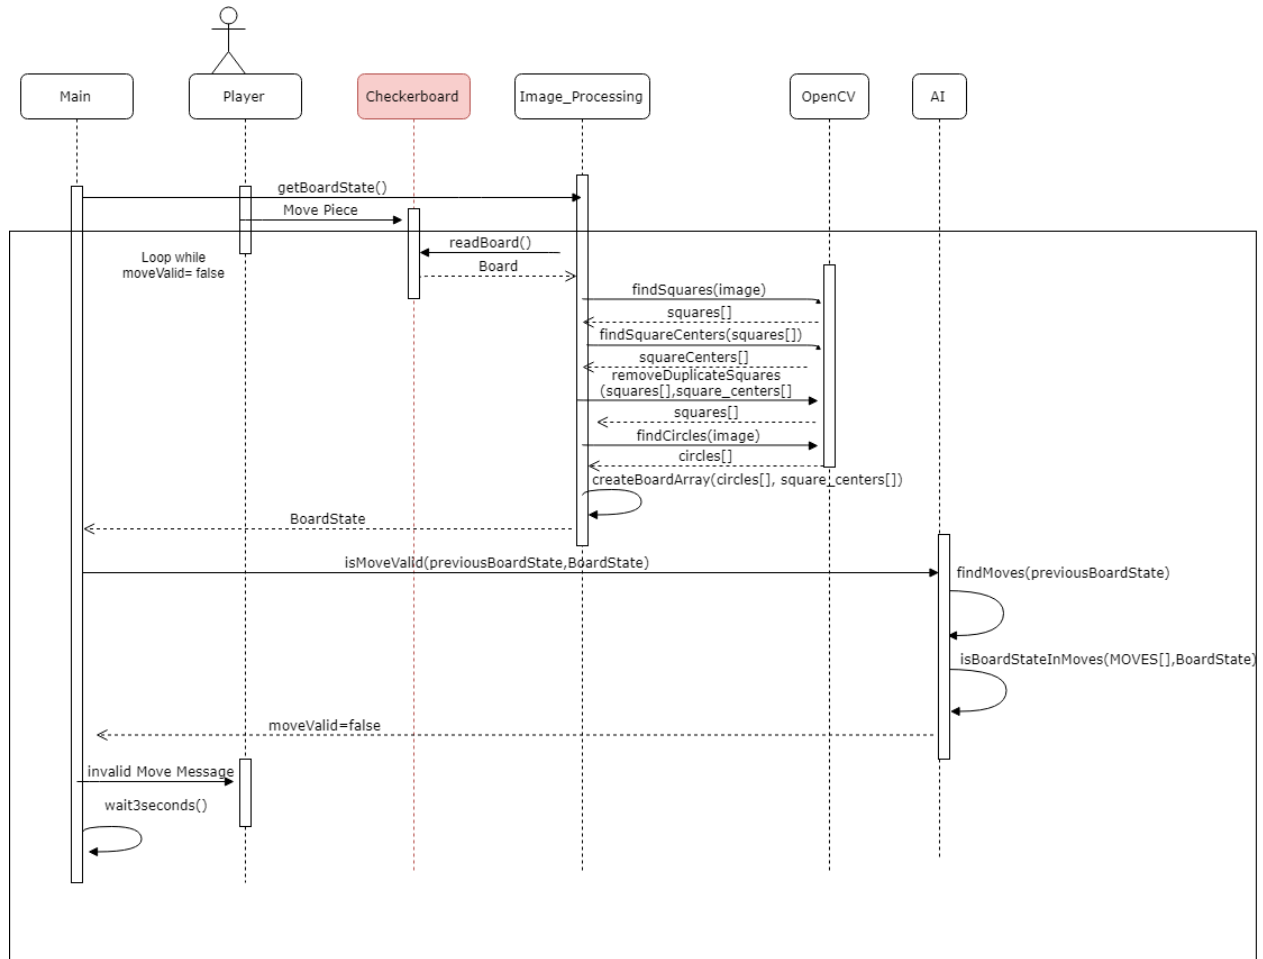 Main
Player
Checkerboard
Image_Processing
OpenCV
AI
getBoardState()
Move Piece
Loop while
moveValid= false
readBoard()
Board
findSquares(image)
squares[]
findSquareCenters(squares[])
squareCenters[]
removeDuplicateSquares
(squares[],square_centers[]
squares[]
findCircles(image)
circles[]
createBoardArray(circles[], square_centers[])
BoardState
isMoveValid(previousBoardState,BoardState)
findMoves(previousBoardState)
isBoardStateInMoves(MOVES[],BoardState)
moveValid=false
invalid Move Message
wait3seconds()